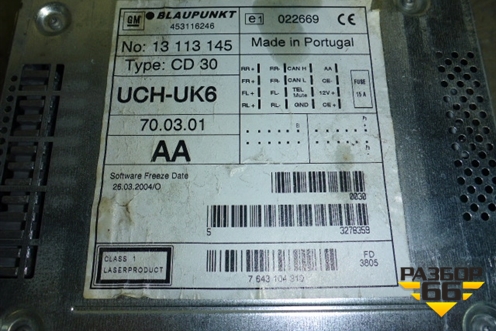 GM BLAUPUNKT e1 022669 CE
453116246
No: 13 113 145 Made in Portugal
Type: CD 30
RR+ RR- CAN H AA
FR+ FR- CAN L CE-
FL+ FL- TEL Mute 12V+
RL+ RL- GND CE+
FUSE
15 A
UCH-UK6
70.03.01
AA
Software Freeze Date
26.03.2004/O
0030
S 3278359
CLASS 1
LASERPRODUCT
FD
3805
7 643 104 310
РАЗБОР
66